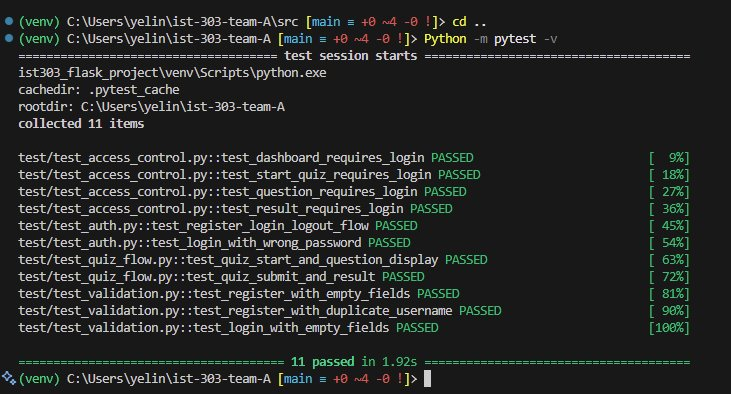 (venv) C:\Users\yelin\ist-303-team-A\src [main ≡ +0 ~4 -0 !]> cd ..
(venv) C:\Users\yelin\ist-303-team-A [main ≡ +0 ~4 -0 !]> Python -m pytest -v
==================================== test session starts =====================================
ist303_flask_project\venv\Scripts\python.exe
cachedir: .pytest_cache
rootdir: C:\Users\yelin\ist-303-team-A
collected 11 items
test/test_access_control.py::test_dashboard_requires_login PASSED [  9%]
test/test_access_control.py::test_start_quiz_requires_login PASSED [ 18%]
test/test_access_control.py::test_question_requires_login PASSED [ 27%]
test/test_access_control.py::test_result_requires_login PASSED [ 36%]
test/test_auth.py::test_register_login_logout_flow PASSED [ 45%]
test/test_auth.py::test_login_with_wrong_password PASSED [ 54%]
test/test_quiz_flow.py::test_quiz_start_and_question_display PASSED [ 63%]
test/test_quiz_flow.py::test_quiz_submit_and_result PASSED [ 72%]
test/test_validation.py::test_register_with_empty_fields PASSED [ 81%]
test/test_validation.py::test_register_with_duplicate_username PASSED [ 90%]
test/test_validation.py::test_login_with_empty_fields PASSED [100%]
===================================== 11 passed in 1.92s =====================================
(venv) C:\Users\yelin\ist-303-team-A [main ≡ +0 ~4 -0 !]>